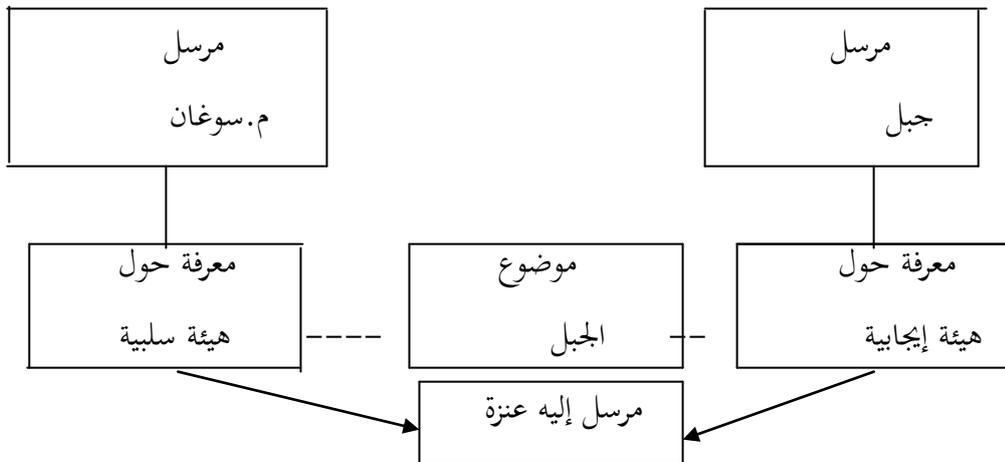 مرسل
جبل
مرسل
م.سوغان
معرفة حول
هيئة إيجابية
موضوع
الجبل
معرفة حول
هيئة سلبية
مرسل إليه عنزة